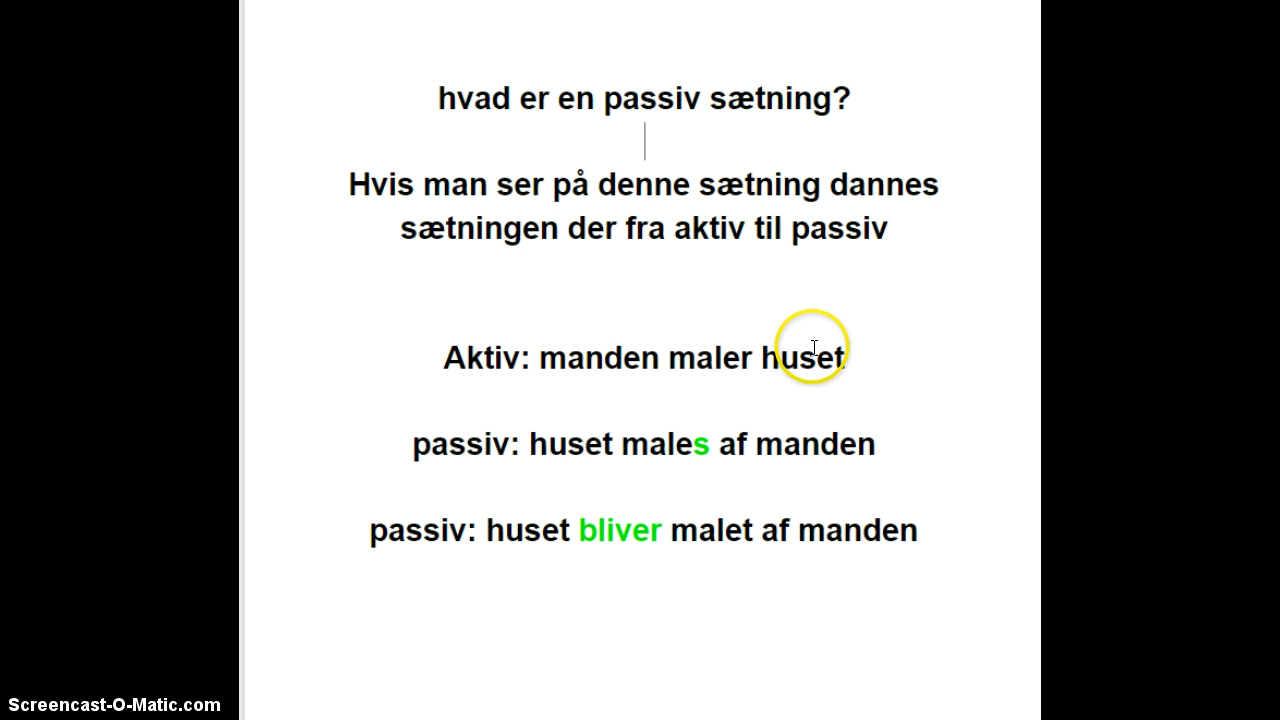 hvad er en passiv sætning?
Hvis man ser på denne sætning dannes
sætningen der fra aktiv til passiv
Aktiv: manden maler huset
passiv: huset males af manden
passiv: huset bliver malet af manden
Screencast-O-Matic.com